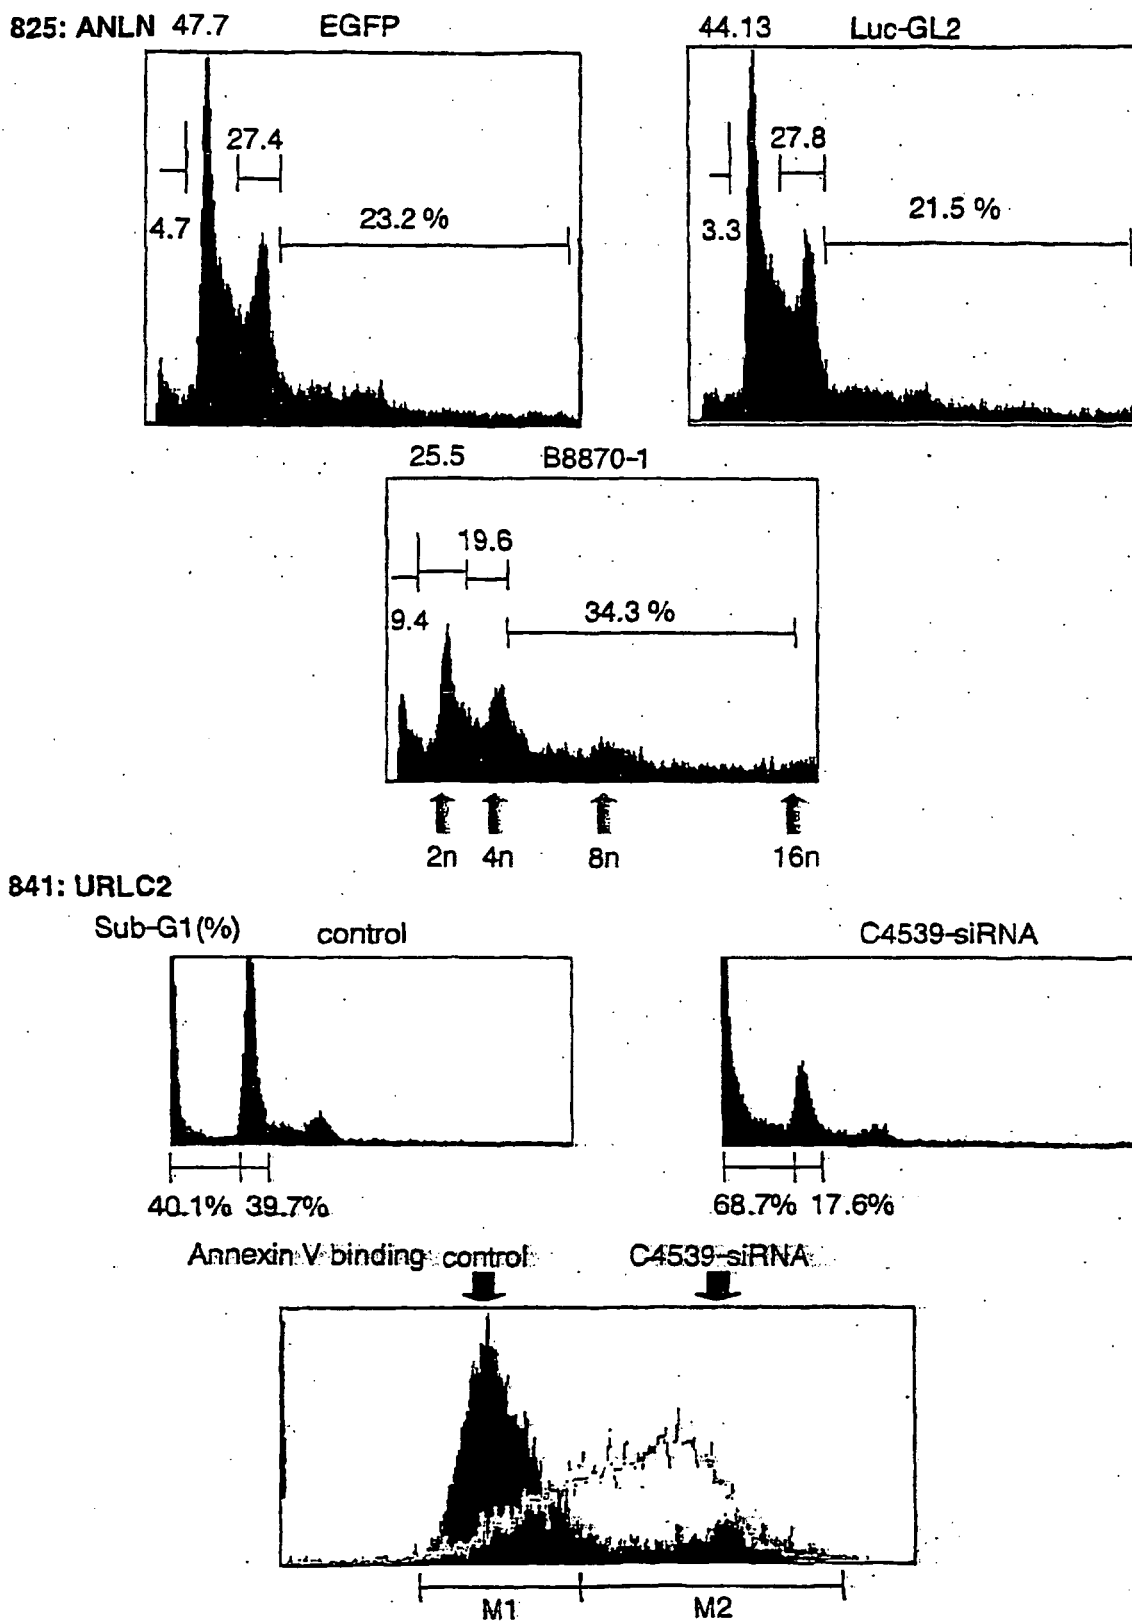 825: ANLN 47.7 EGFP 44.13 Luc-GL2
27.4 27.8
4.7 23.2 % 3.3 21.5 %
25.5 B8870-1
19.6
9.4 34.3 %
2n 4n 8n 16n
841: URLC2
Sub-G1(%) control C4539-siRNA
40.1% 39.7% 68.7% 17.6%
Annexin V binding control C4539-siRNA
M1 M2